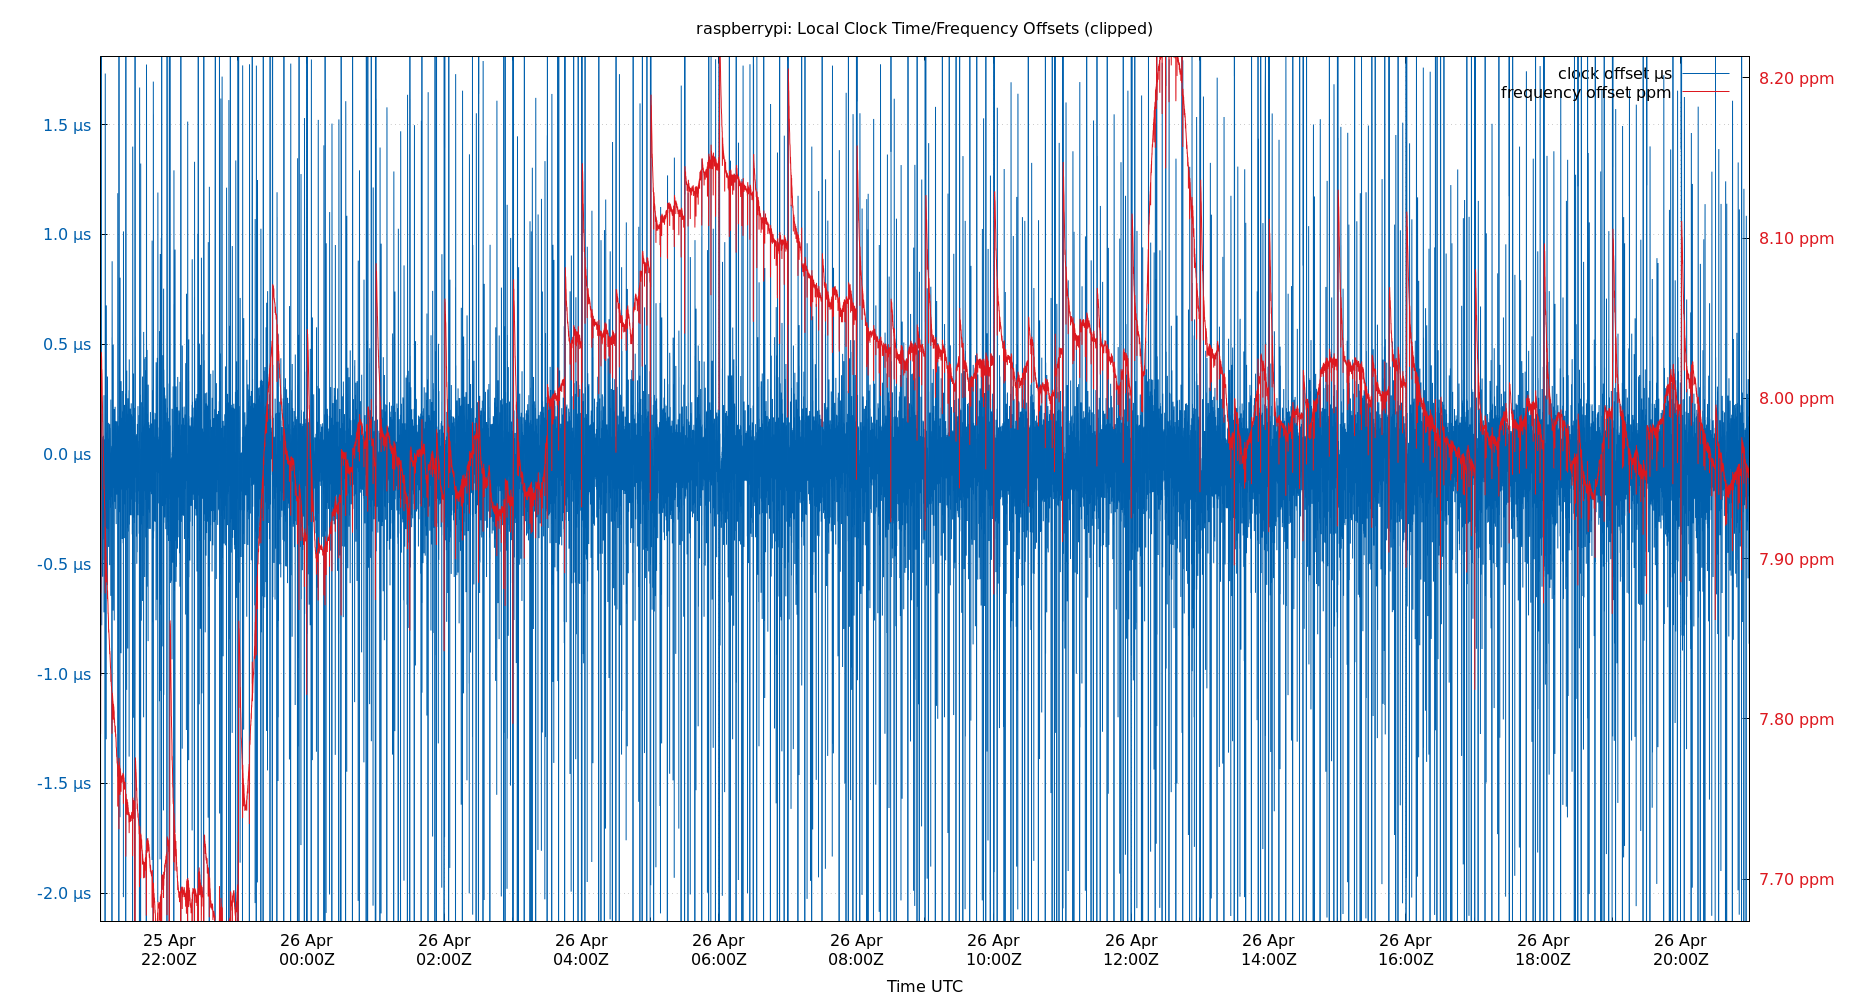 raspberrypi: Local Clock Time/Frequency Offsets (clipped)
clock offset µs
frequency offset ppm
1.5 µs
1.0 µs
0.5 µs
0.0 µs
-0.5 µs
-1.0 µs
-1.5 µs
-2.0 µs
8.20 ppm
8.10 ppm
8.00 ppm
7.90 ppm
7.80 ppm
7.70 ppm
25 Apr 26 Apr 26 Apr 26 Apr 26 Apr 26 Apr 26 Apr 26 Apr 26 Apr 26 Apr 26 Apr 26 Apr
22:00Z 00:00Z 02:00Z 04:00Z 06:00Z 08:00Z 10:00Z 12:00Z 14:00Z 16:00Z 18:00Z 20:00Z
Time UTC